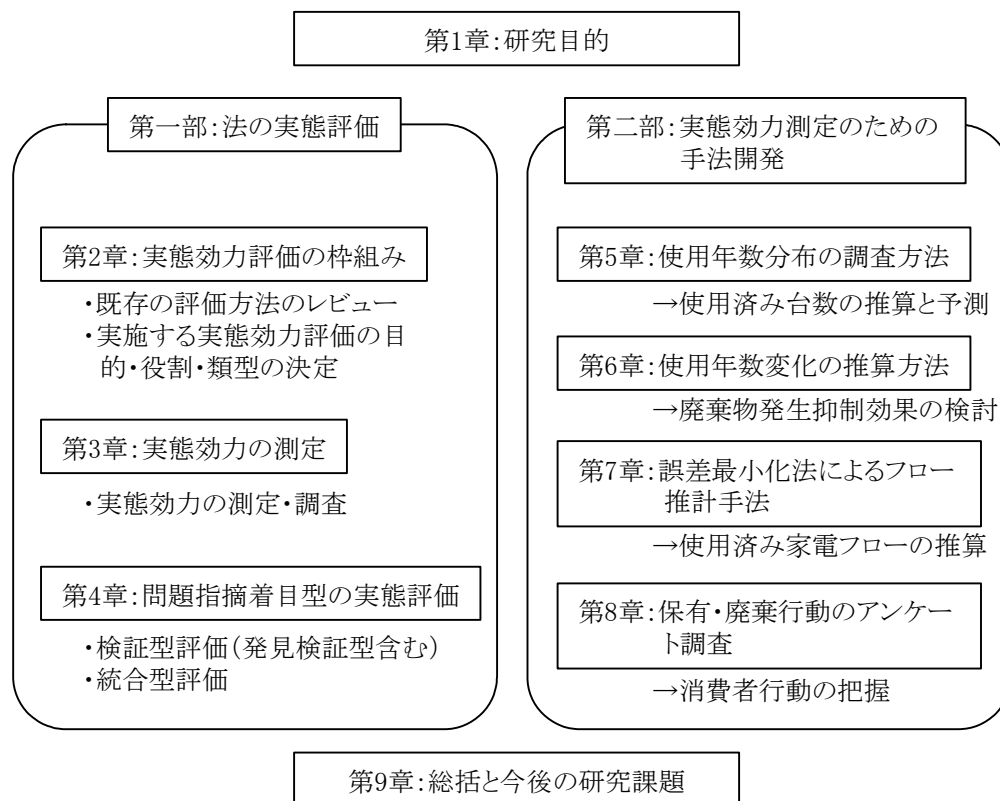 第1章:研究目的
第一部:法の実態評価
第2章:実態効力評価の枠組み
・既存の評価方法のレビュー
・実施する実態効力評価の目
的・役割・類型の決定
第3章:実態効力の測定
・実態効力の測定・調査
第4章:問題指摘着目型の実態評価
・検証型評価(発見検証型含む)
・統合型評価
第二部:実態効力測定のための
手法開発
第5章:使用年数分布の調査方法
→使用済み台数の推算と予測
第6章:使用年数変化の推算方法
→廃棄物発生抑制効果の検討
第7章:誤差最小化法によるフロー
推計手法
→使用済み家電フローの推算
第8章:保有・廃棄行動のアンケー
ト調査
→消費者行動の把握
第9章:総括と今後の研究課題